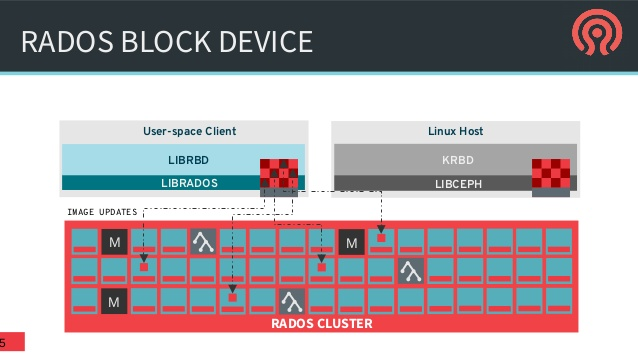 RADOS BLOCK DEVICE
User-space Client
Linux Host
LIBRBD
KRBD
LIBRADOS
LIBCEPH
IMAGE UPDATES
M
M
M
RADOS CLUSTER
5